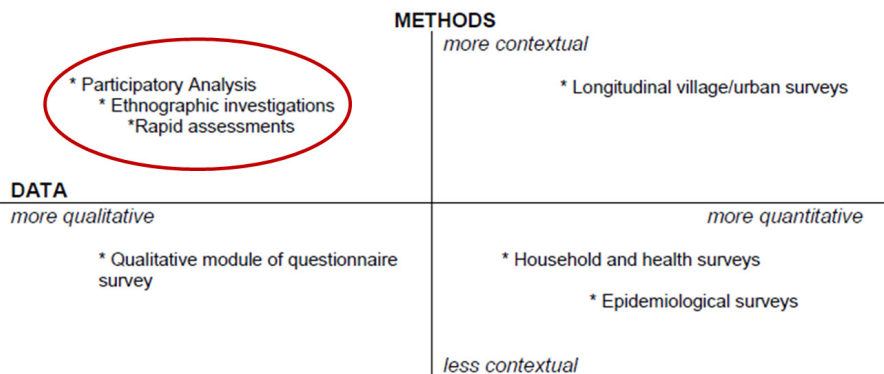 METHODS
more contextual
* Participatory Analysis
* Ethnographic investigations
*Rapid assessments
* Longitudinal village/urban surveys
DATA
more qualitative
more quantitative
* Qualitative module of questionnaire
survey
* Household and health surveys
* Epidemiological surveys
less contextual